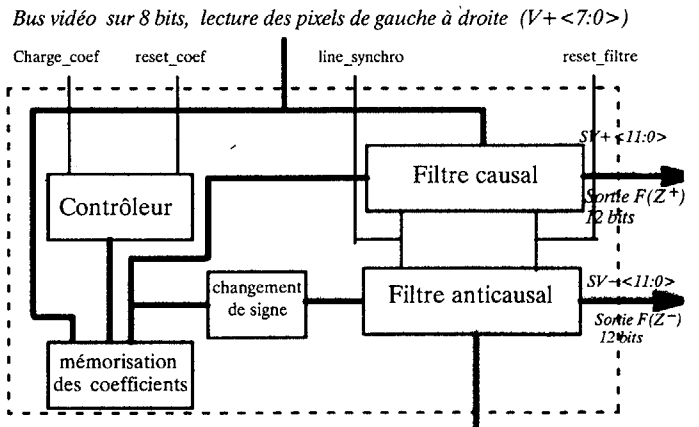 Bus vidéo sur 8 bits, lecture des pixels de gauche à droite (V+<7:0>)
Charge_coef reset_coef line_synchro reset_filtre
SV+<11:0>
Filtre causal
Sortie F(Z+)
12 bits
Contrôleur
SV-<11:0>
changement
de signe
Filtre anticausal
Sortie F(Z-)
12 bits
mémorisation
des coefficients